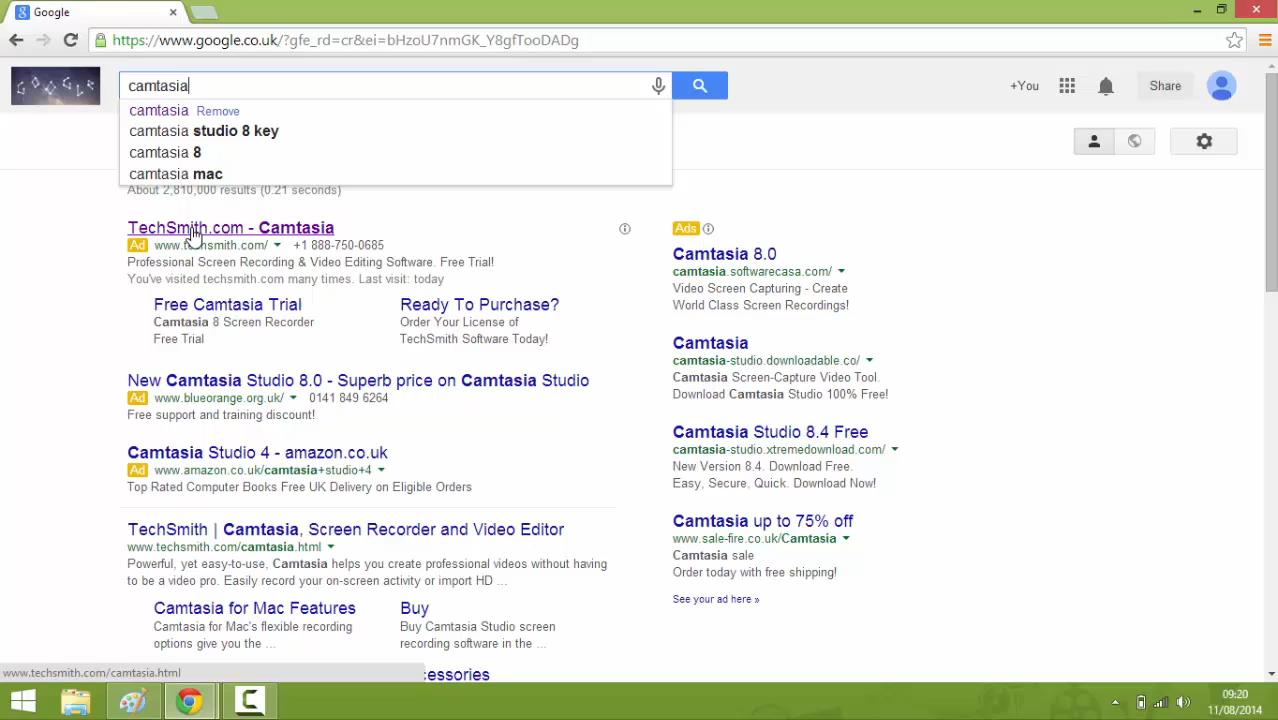 Google
https://www.google.co.uk/?gfe_rd=cr&ei=bHzoU7nmGK_Y8gfTooDADg
GOOGLE
camtasia
+You
Share
camtasia Remove
camtasia studio 8 key
camtasia 8
camtasia mac
About 2,810,000 results (0.21 seconds)
TechSmith.com - Camtasia
Ad www.techsmith.com/ +1 888-750-0685
Professional Screen Recording & Video Editing Software. Free Trial!
You've visited techsmith.com many times. Last visit: today
Free Camtasia Trial
Camtasia 8 Screen Recorder
Free Trial
Ready To Purchase?
Order Your License of
TechSmith Software Today!
New Camtasia Studio 8.0 - Superb price on Camtasia Studio
Ad www.blueorange.org.uk/ 0141 849 6264
Free support and training discount!
Camtasia Studio 4 - amazon.co.uk
Ad www.amazon.co.uk/camtasia+studio+4
Top Rated Computer Books Free UK Delivery on Eligible Orders
TechSmith | Camtasia, Screen Recorder and Video Editor
www.techsmith.com/camtasia.html
Powerful, yet easy-to-use, Camtasia helps you create professional videos without having
to be a video pro. Easily record your on-screen activity or import HD ...
Camtasia for Mac Features
Camtasia for Mac's flexible recording
options give you the ...
Buy
Buy Camtasia Studio screen
recording software in the ...
cessories
Ads
Camtasia 8.0
camtasia.softwarecasa.com/
Video Screen Capturing - Create
World Class Screen Recordings!
Camtasia
camtasia-studio.downloadable.co/
Camtasia Screen-Capture Video Tool.
Download Camtasia Studio 100% Free!
Camtasia Studio 8.4 Free
camtasia-studio.xtremedownload.com/
New Version 8.4. Download Free.
Easy, Secure, Quick. Download Now!
Camtasia up to 75% off
www.sale-fire.co.uk/Camtasia
Camtasia sale
Order today with free shipping!
See your ad here »
www.techsmith.com/camtasia.html
09:20
11/08/2014